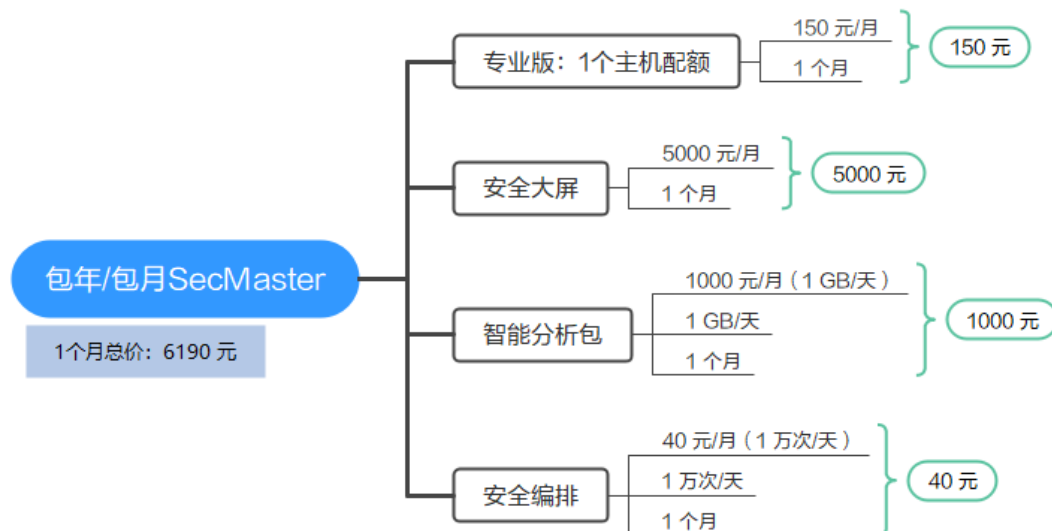 包年/包月SecMaster
1个月总价：6190 元
专业版：1个主机配额
150 元/月
1 个月
150 元
安全大屏
5000 元/月
1 个月
5000 元
智能分析包
1000 元/月（1 GB/天）
1 GB/天
1 个月
1000 元
安全编排
40 元/月（1 万次/天）
1 万次/天
1 个月
40 元